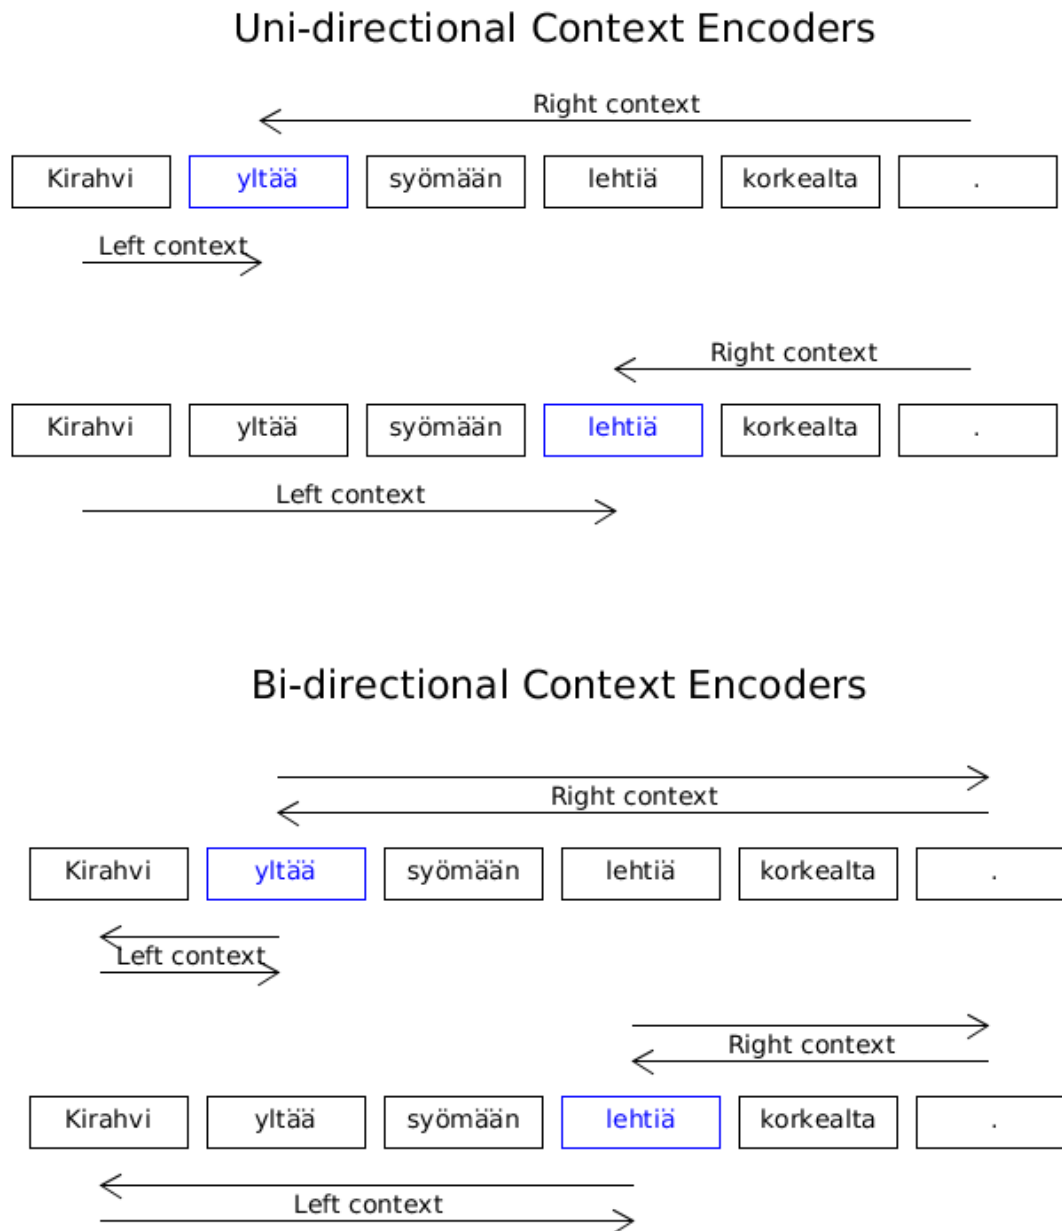 Uni-directional Context Encoders
Right context
Kirahvi yltää syömään lehtiä korkealta .
Left context
Right context
Kirahvi yltää syömään lehtiä korkealta .
Left context
Bi-directional Context Encoders
Right context
Kirahvi yltää syömään lehtiä korkealta .
Left context
Right context
Kirahvi yltää syömään lehtiä korkealta .
Left context